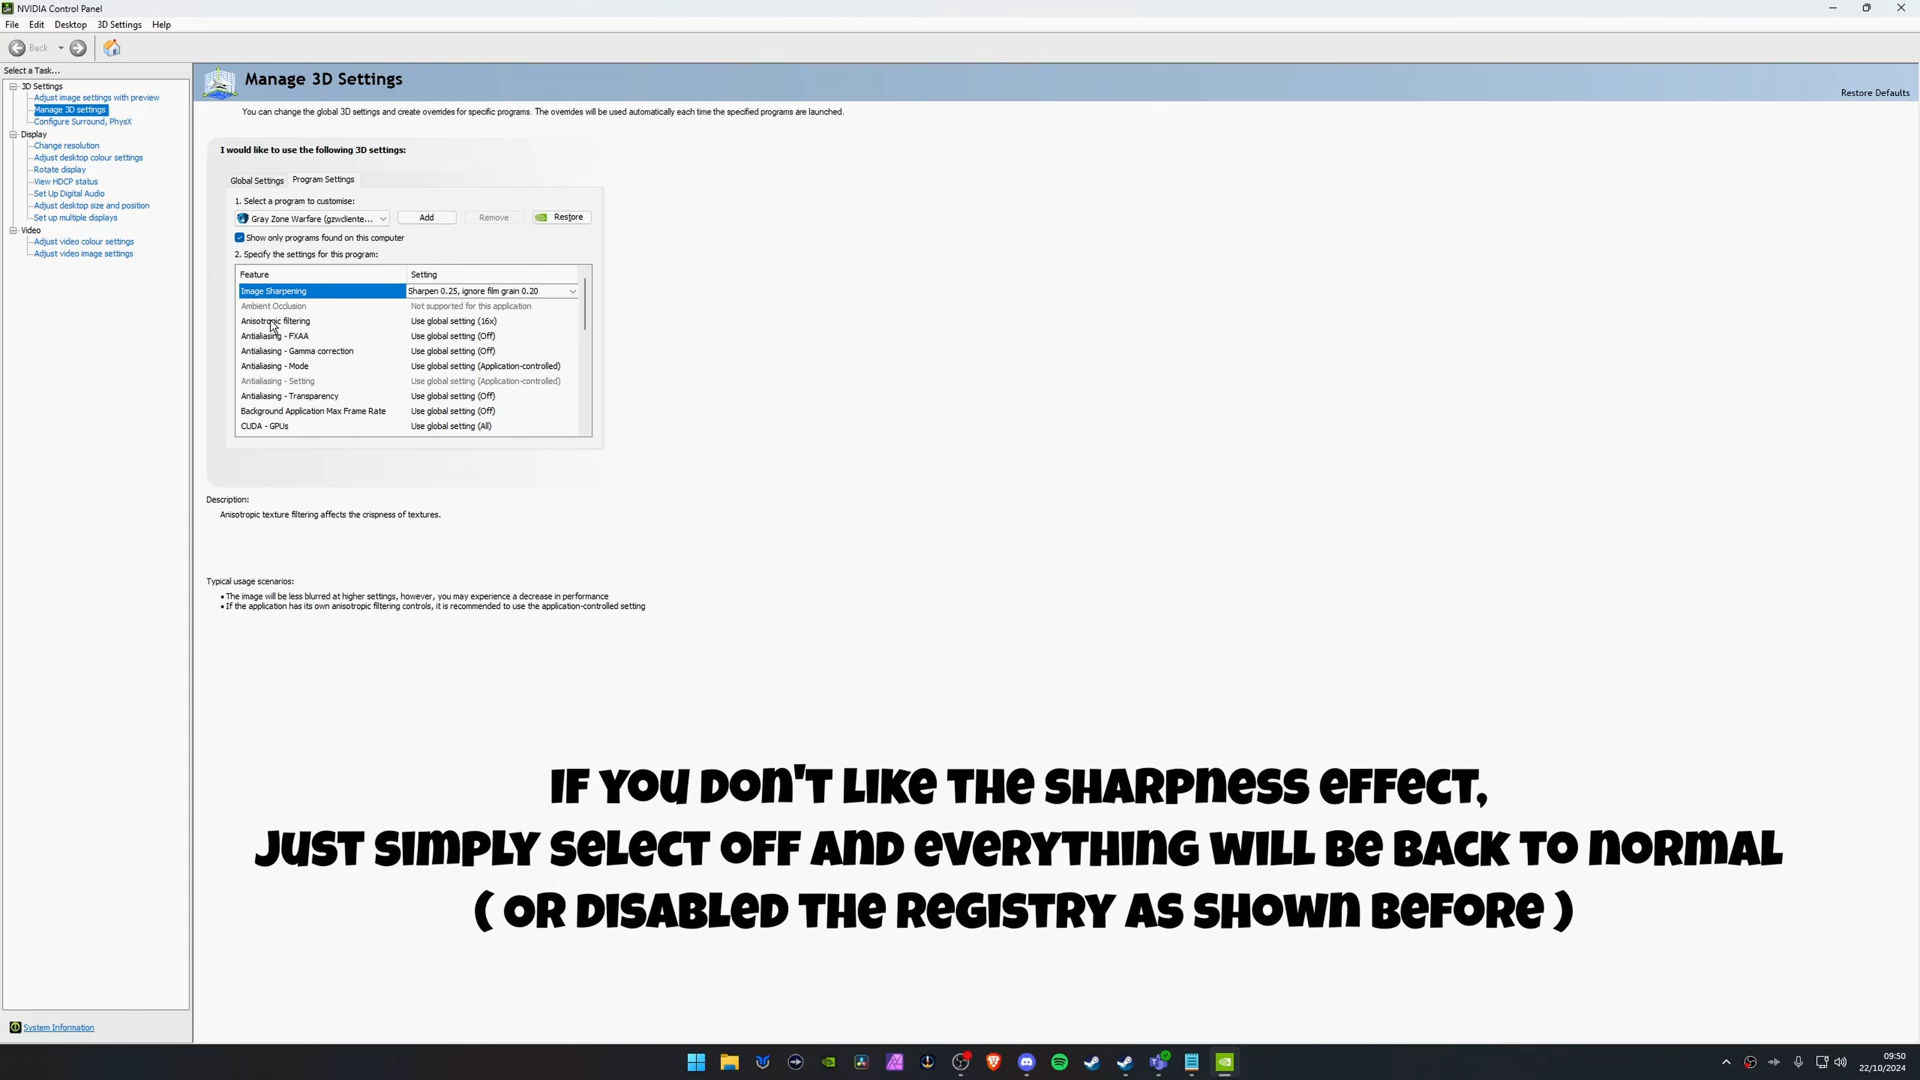 NVIDIA Control Panel
File Edit Desktop 3D Settings Help
Back
Select a Task...
3D Settings
Adjust image settings with preview
Manage 3D settings
Configure Surround, PhysX
Display
Change resolution
Adjust desktop colour settings
Rotate display
View HDCP status
Set Up Digital Audio
Adjust desktop size and position
Set up multiple displays
Video
Adjust video colour settings
Adjust video image settings
System Information
Manage 3D Settings
Restore Defaults
You can change the global 3D settings and create overrides for specific programs. The overrides will be used automatically each time the specified programs are launched.
I would like to use the following 3D settings:
Global Settings Program Settings
1. Select a program to customise:
Gray Zone Warfare (gzwcliente... Add Remove Restore
Show only programs found on this computer
2. Specify the settings for this program:
Feature Setting
Image Sharpening Sharpen 0.25, ignore film grain 0.20
Ambient Occlusion Not supported for this application
Anisotropic filtering Use global setting (16x)
Antialiasing - FXAA Use global setting (Off)
Antialiasing - Gamma correction Use global setting (Off)
Antialiasing - Mode Use global setting (Application-controlled)
Antialiasing - Setting Use global setting (Application-controlled)
Antialiasing - Transparency Use global setting (Off)
Background Application Max Frame Rate Use global setting (Off)
CUDA - GPUs Use global setting (All)
Description:
Anisotropic texture filtering affects the crispness of textures.
Typical usage scenarios:
• The image will be less blurred at higher settings, however, you may experience a decrease in performance
• If the application has its own anisotropic filtering controls, it is recommended to use the application-controlled setting
IF YOU DON'T LIKE THE SHARPNESS EFFECT,
JUST SIMPLY SELECT OFF AND EVERYTHING WILL BE BACK TO NORMAL
( OR DISABLED THE REGISTRY AS SHOWN BEFORE )
09:50
22/10/2024